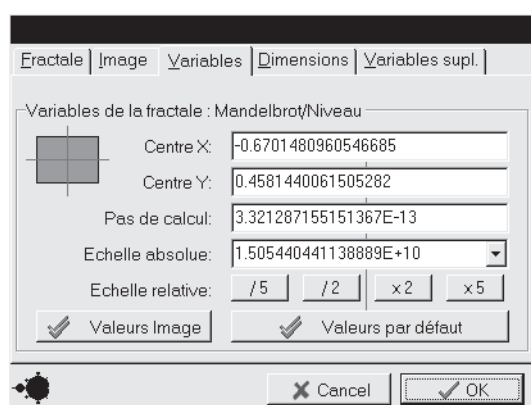 Fractale Image Variables Dimensions Variables supl.
Variables de la fractale : Mandelbrot/Niveau
Centre X: -0.6701480960546685
Centre Y: 0.4581440061505282
Pas de calcul: 3.321287155151367E-13
Echelle absolue: 1.505440441138889E+10
Echelle relative: /5 /2 x2 x5
Valeurs Image Valeurs par défaut
Cancel OK